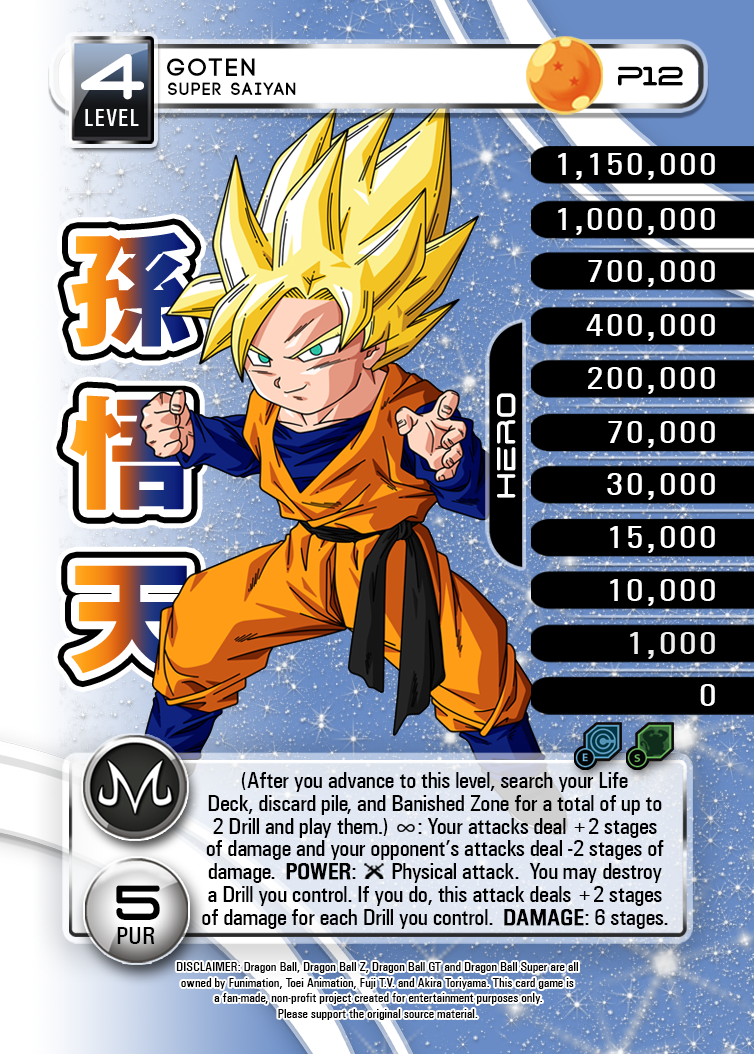 4
LEVEL
GOTEN
SUPER SAIYAN
P12
1,150,000
1,000,000
700,000
400,000
200,000
70,000
30,000
15,000
10,000
1,000
0
HERO
孫
悟
天
E
S
M
5
PUR
(After you advance to this level, search your Life
Deck, discard pile, and Banished Zone for a total of up to
2 Drill and play them.) ∞: Your attacks deal +2 stages
of damage and your opponent's attacks deal -2 stages of
damage. POWER: Physical attack. You may destroy
a Drill you control. If you do, this attack deals +2 stages
of damage for each Drill you control. DAMAGE: 6 stages.
DISCLAIMER: Dragon Ball, Dragon Ball Z, Dragon Ball GT and Dragon Ball Super are all
owned by Funimation, Toei Animation, Fuji T.V. and Akira Toriyama. This card game is
a fan-made, non-profit project created for entertainment purposes only.
Please support the original source material.